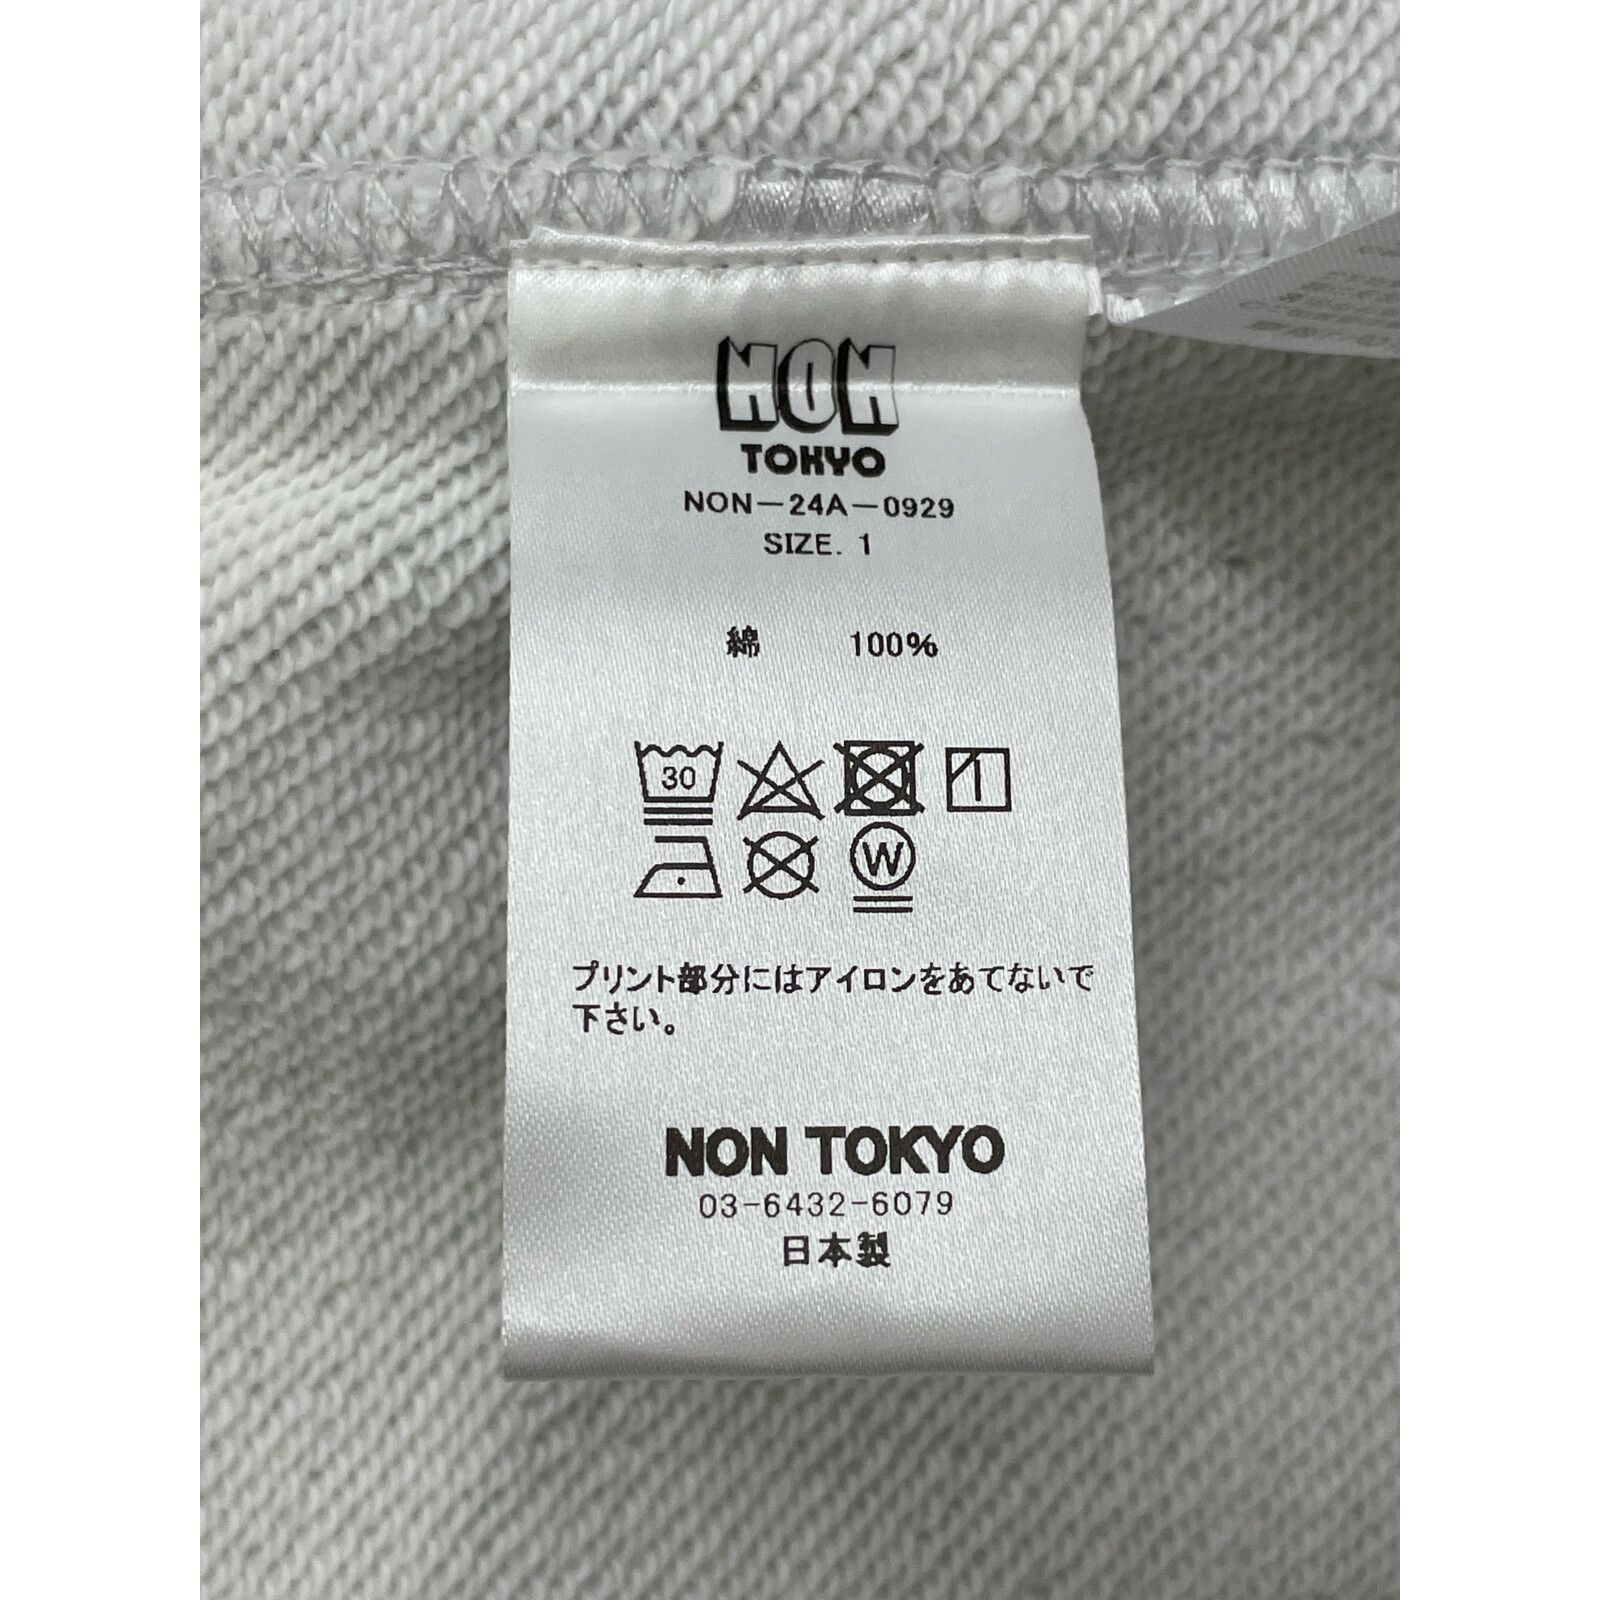 NON
TOKYO
NON-24A-0929
SIZE. 1
綿 100%
30
W
プリント部分にはアイロンをあてないで
下さい。
NON TOKYO
03-6432-6079
日本製